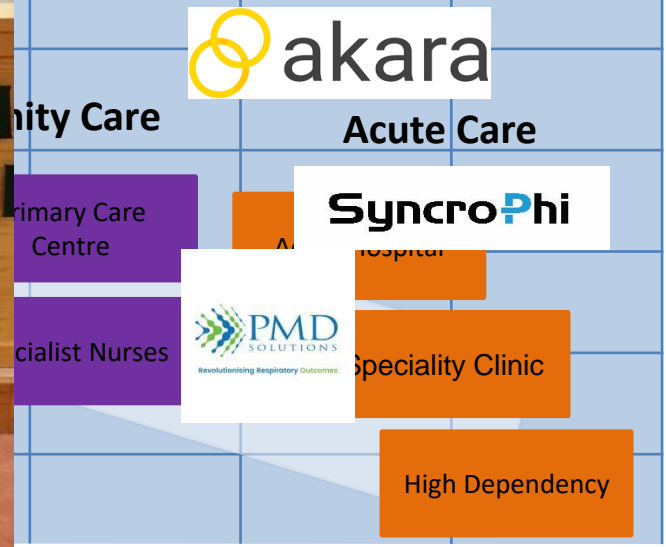 akara
nity Care
Acute Care
rimary Care
Centre
SyncroPhi
cialist Nurses
PMD
SOLUTIONS
Revolutionising Respiratory Outcomes
Speciality Clinic
High Dependency